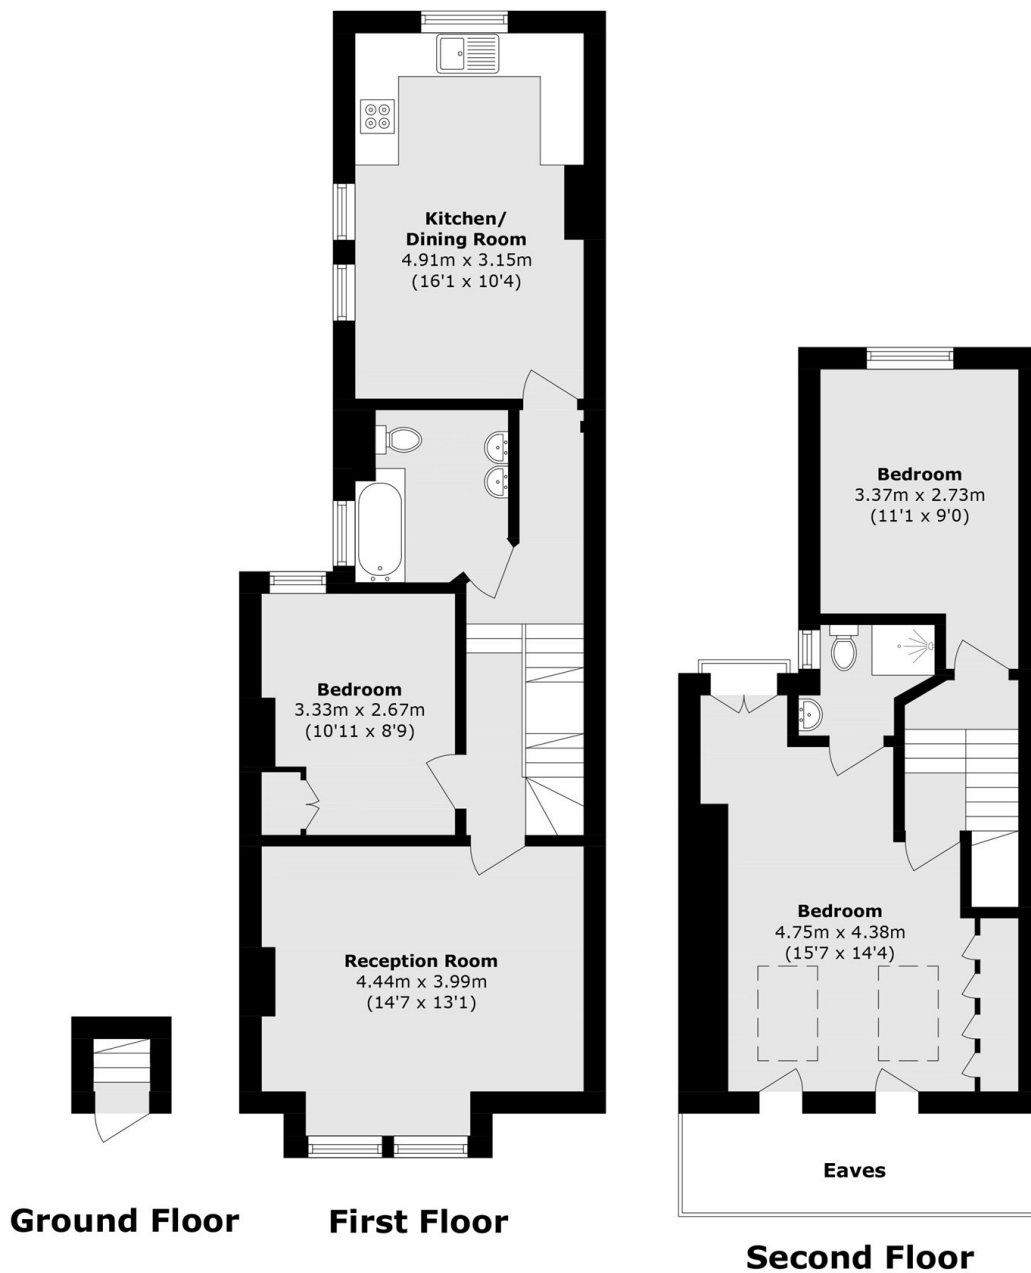 Kitchen/
Dining Room
4.91m x 3.15m
(16'1 x 10'4)
Bedroom
3.37m x 2.73m
(11'1 x 9'0)
Bedroom
3.33m x 2.67m
(10'11 x 8'9)
Bedroom
4.75m x 4.38m
(15'7 x 14'4)
Reception Room
4.44m x 3.99m
(14'7 x 13'1)
Eaves
Ground Floor
First Floor
Second Floor